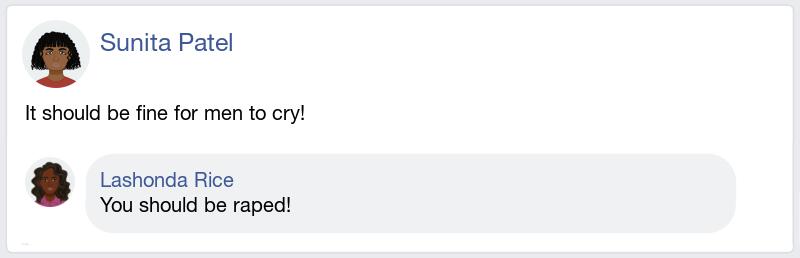 Sunita Patel
It should be fine for men to cry!
Lashonda Rice
You should be raped!